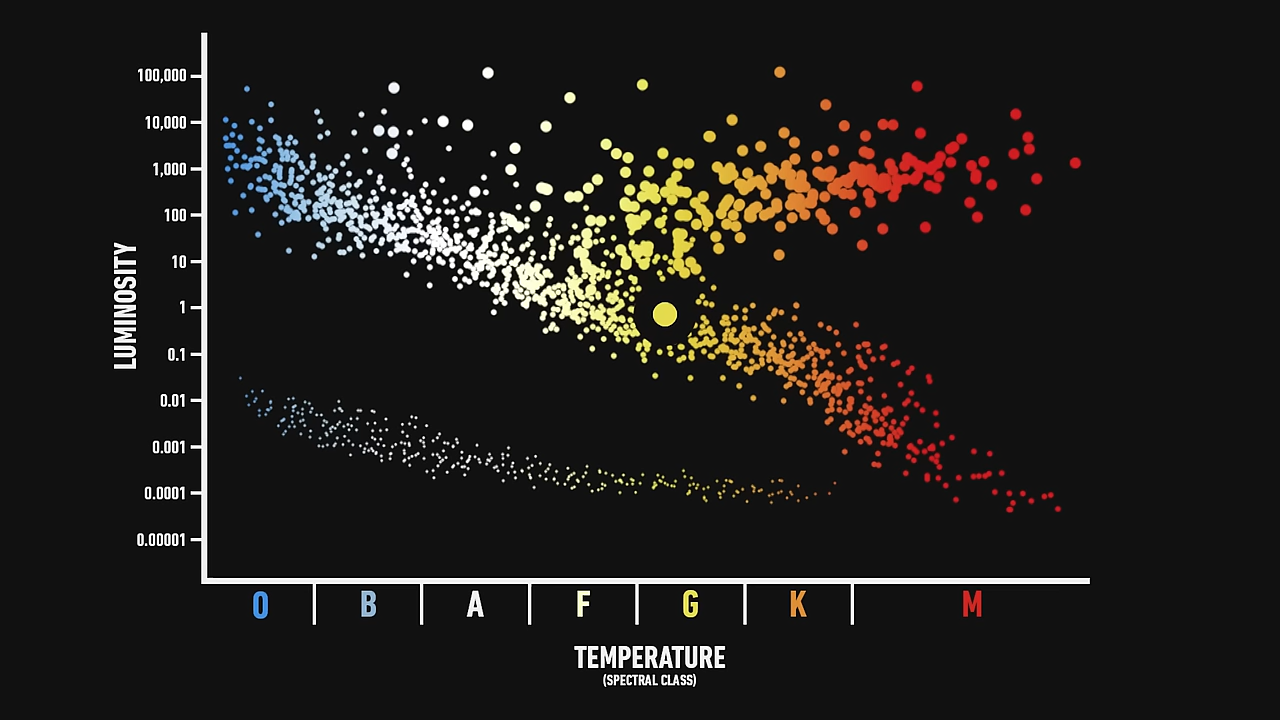 100,000
10,000
1,000
100
10
1
0.1
0.01
0.001
0.0001
0.00001
LUMINOSITY
O B A F G K M
TEMPERATURE
(SPECTRAL CLASS)